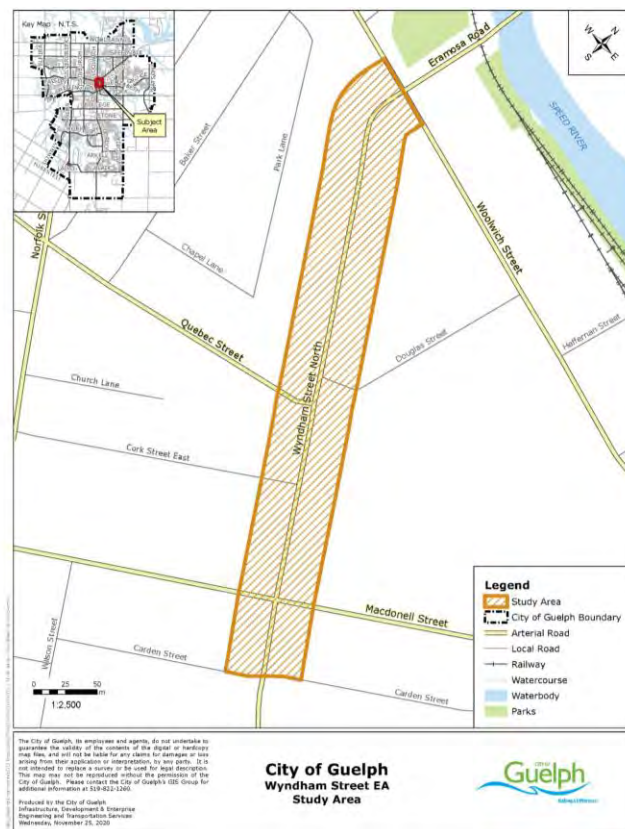 Key Map - N.T.S.
Subject
Area
Eramosa Road
N
E
S
W
SPEED RIVER
Baker Street
Park Lane
Chapel Lane
Norfolk S
Woolwich Street
Quebec Street
Douglas Street
Heffernan Street
Wyndham Street North
Church Lane
Cork Street East
Macdonell Street
Wilson Street
Carden Street
Carden Street
0 25 50
m
1:2,500
Legend
Study Area
City of Guelph Boundary
Arterial Road
Local Road
Railway
Watercourse
Waterbody
Parks
The City of Guelph, its employees and agents, do not undertake to
guarantee the validity of the contents of the digital or hardcopy
map files, and will not be liable for any claims for damages or loss
arising from their application or interpretation, by any party. It is
not intended to replace a survey or be used for legal description.
This map may not be reproduced without the permission of the
City of Guelph. Please contact the City of Guelph's GIS Group for
additional information at 519-822-1260.
Produced by the City of Guelph
Infrastructure, Development & Enterprise
Engineering and Transportation Services
Wednesday, November 25, 2020
City of Guelph
Wyndham Street EA
Study Area
Guelph